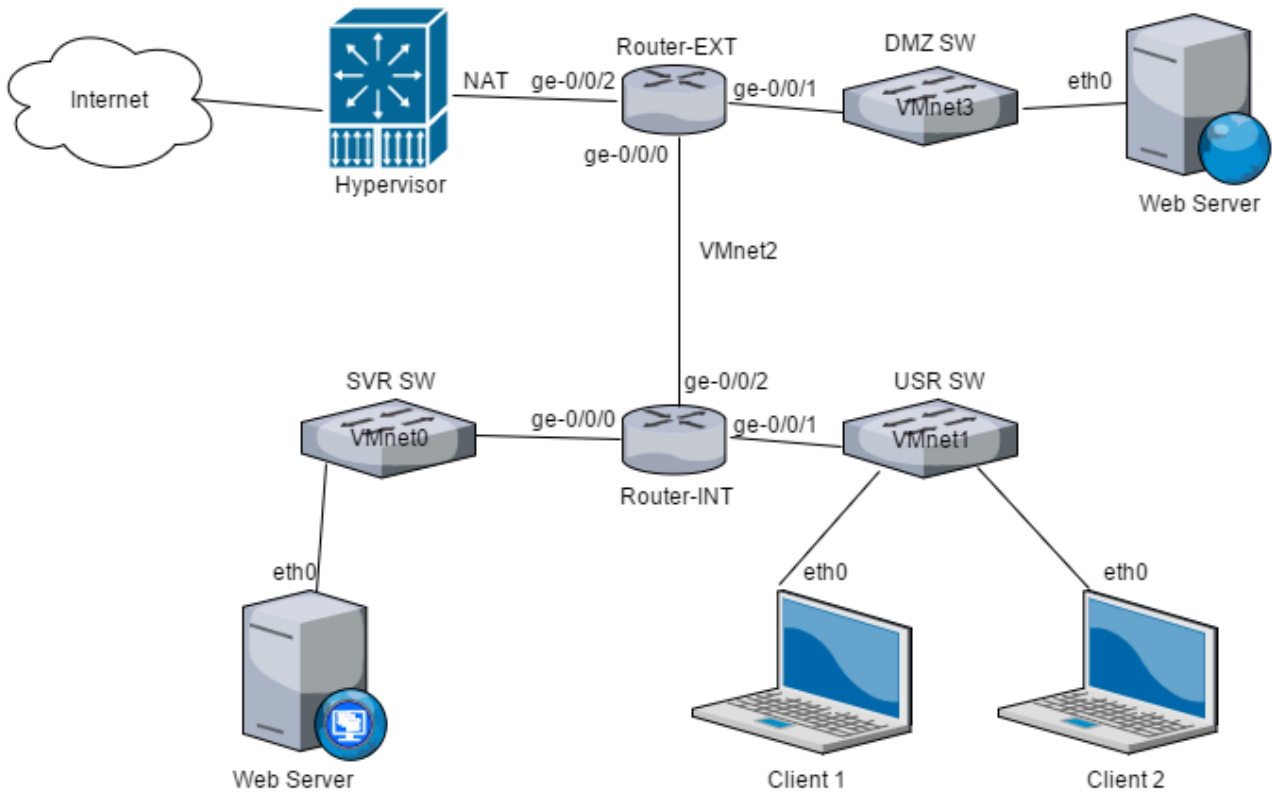 Internet
Hypervisor
NAT
ge-0/0/2
Router-EXT
ge-0/0/1
ge-0/0/0
DMZ SW
VMnet3
eth0
Web Server
VMnet2
SVR SW
VMnet0
ge-0/0/0
ge-0/0/2
Router-INT
ge-0/0/1
USR SW
VMnet1
eth0
Web Server
eth0
Client 1
eth0
Client 2